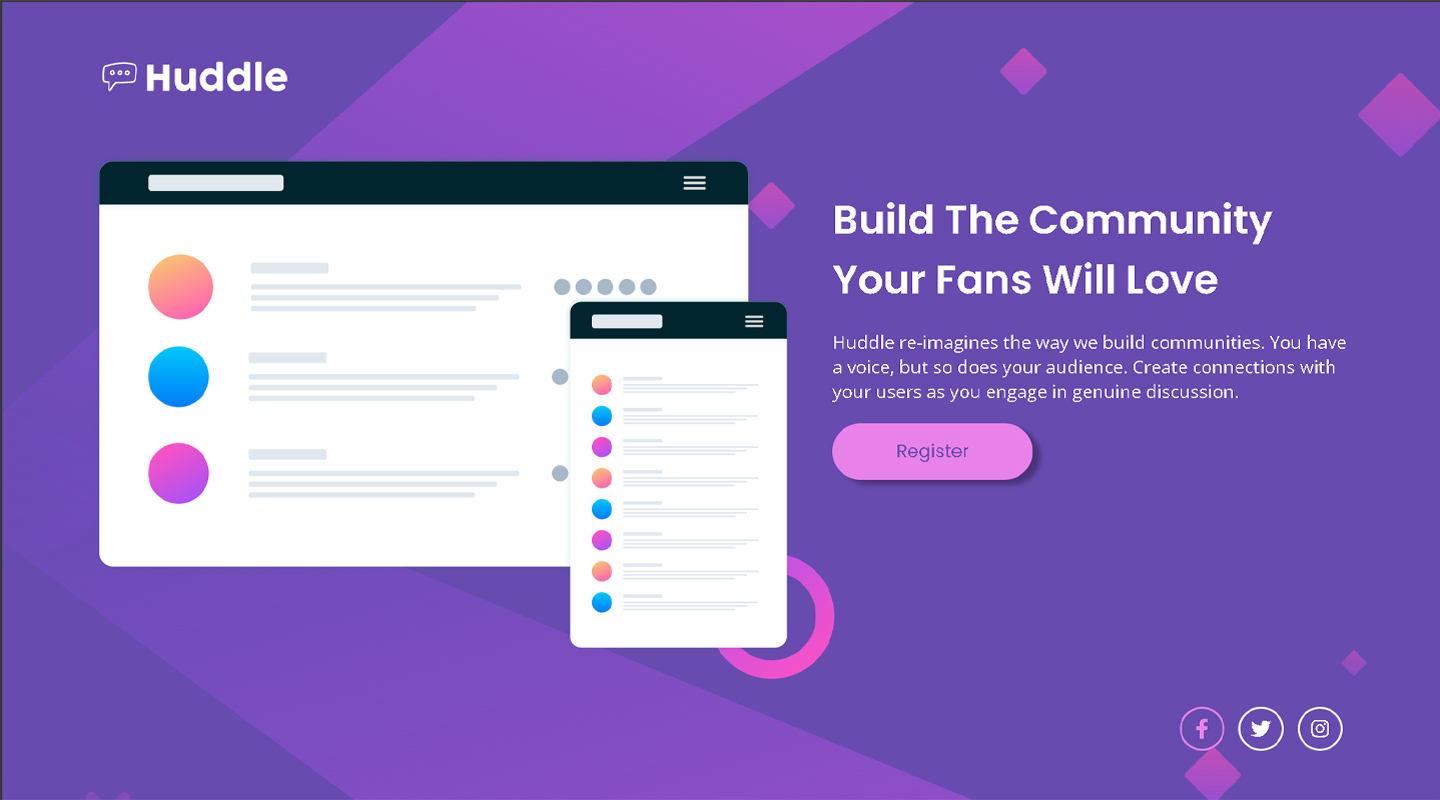 Huddle
Build The Community
Your Fans Will Love
Huddle re-imagines the way we build communities. You have
a voice, but so does your audience. Create connections with
your users as you engage in genuine discussion.
Register